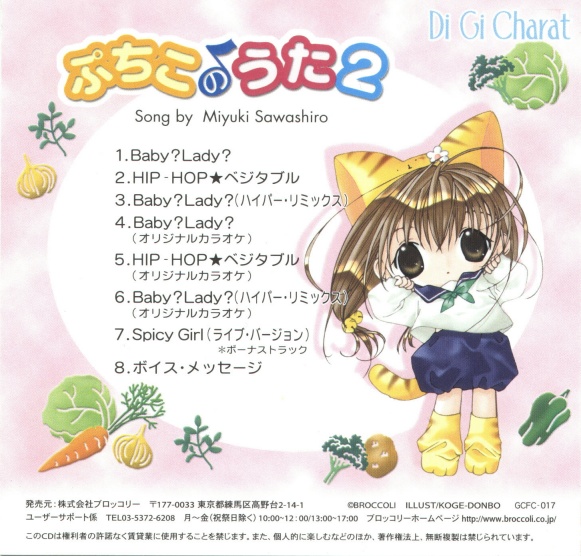 Di Gi Charat
ぷちこのうた2
Song by Miyuki Sawashiro
1.Baby?Lady?
2.HIP-HOP★ベジタブル
3.Baby?Lady?(ハイパー・リミックス)
4.Baby?Lady?
(オリジナルカラオケ)
5.HIP-HOP★ベジタブル
(オリジナルカラオケ)
6.Baby?Lady?(ハイパー・リミックス)
(オリジナルカラオケ)
7.Spicy Girl(ライブ・バージョン)
*ボーナストラック
8.ボイス・メッセージ
発売元:株式会社ブロッコリー 〒177-0033 東京都練馬区高野台2-14-1 ©BROCCOLI ILLUST/KOGE-DONBO GCFC-017
ユーザーサポート係 TEL03-5372-6208 月〜金(祝祭日除く)10:00~12:00/13:00~17:00 ブロッコリーホームページ http://www.broccoli.co.jp/
このCDは権利者の許諾なく賃貸業に使用することを禁じます。また、個人的に楽しむなどのほか、著作権法上、無断複製は禁じられています。